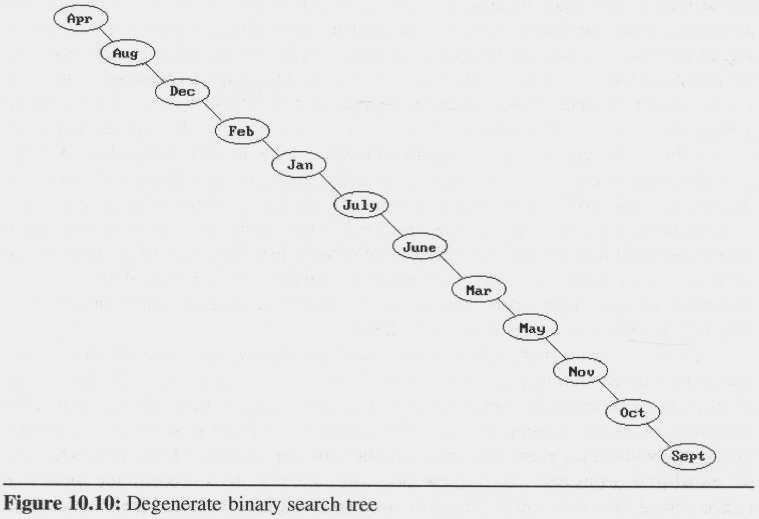 Apr
Aug
Dec
Feb
Jan
July
June
Mar
May
Nov
Oct
Sept
Figure 10.10: Degenerate binary search tree